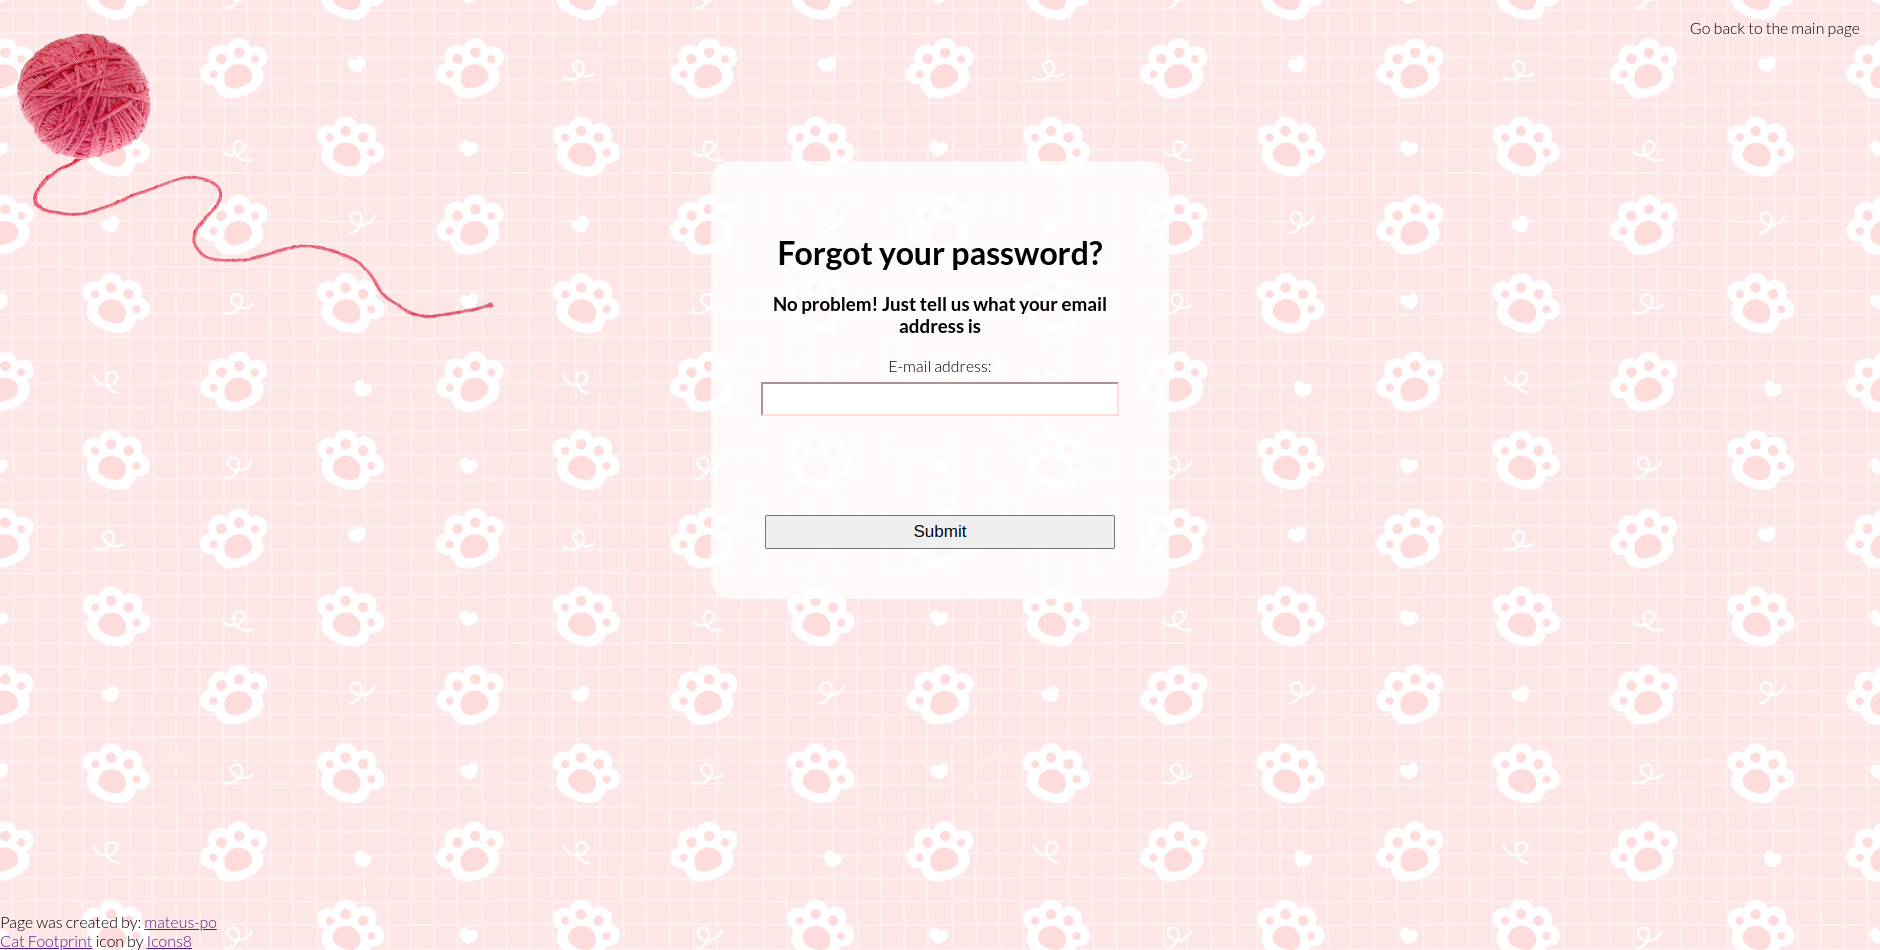 Go back to the main page
Forgot your password?
No problem! Just tell us what your email
address is
E-mail address:
Submit
Page was created by: mateus-po
Cat Footprint icon by Icons8